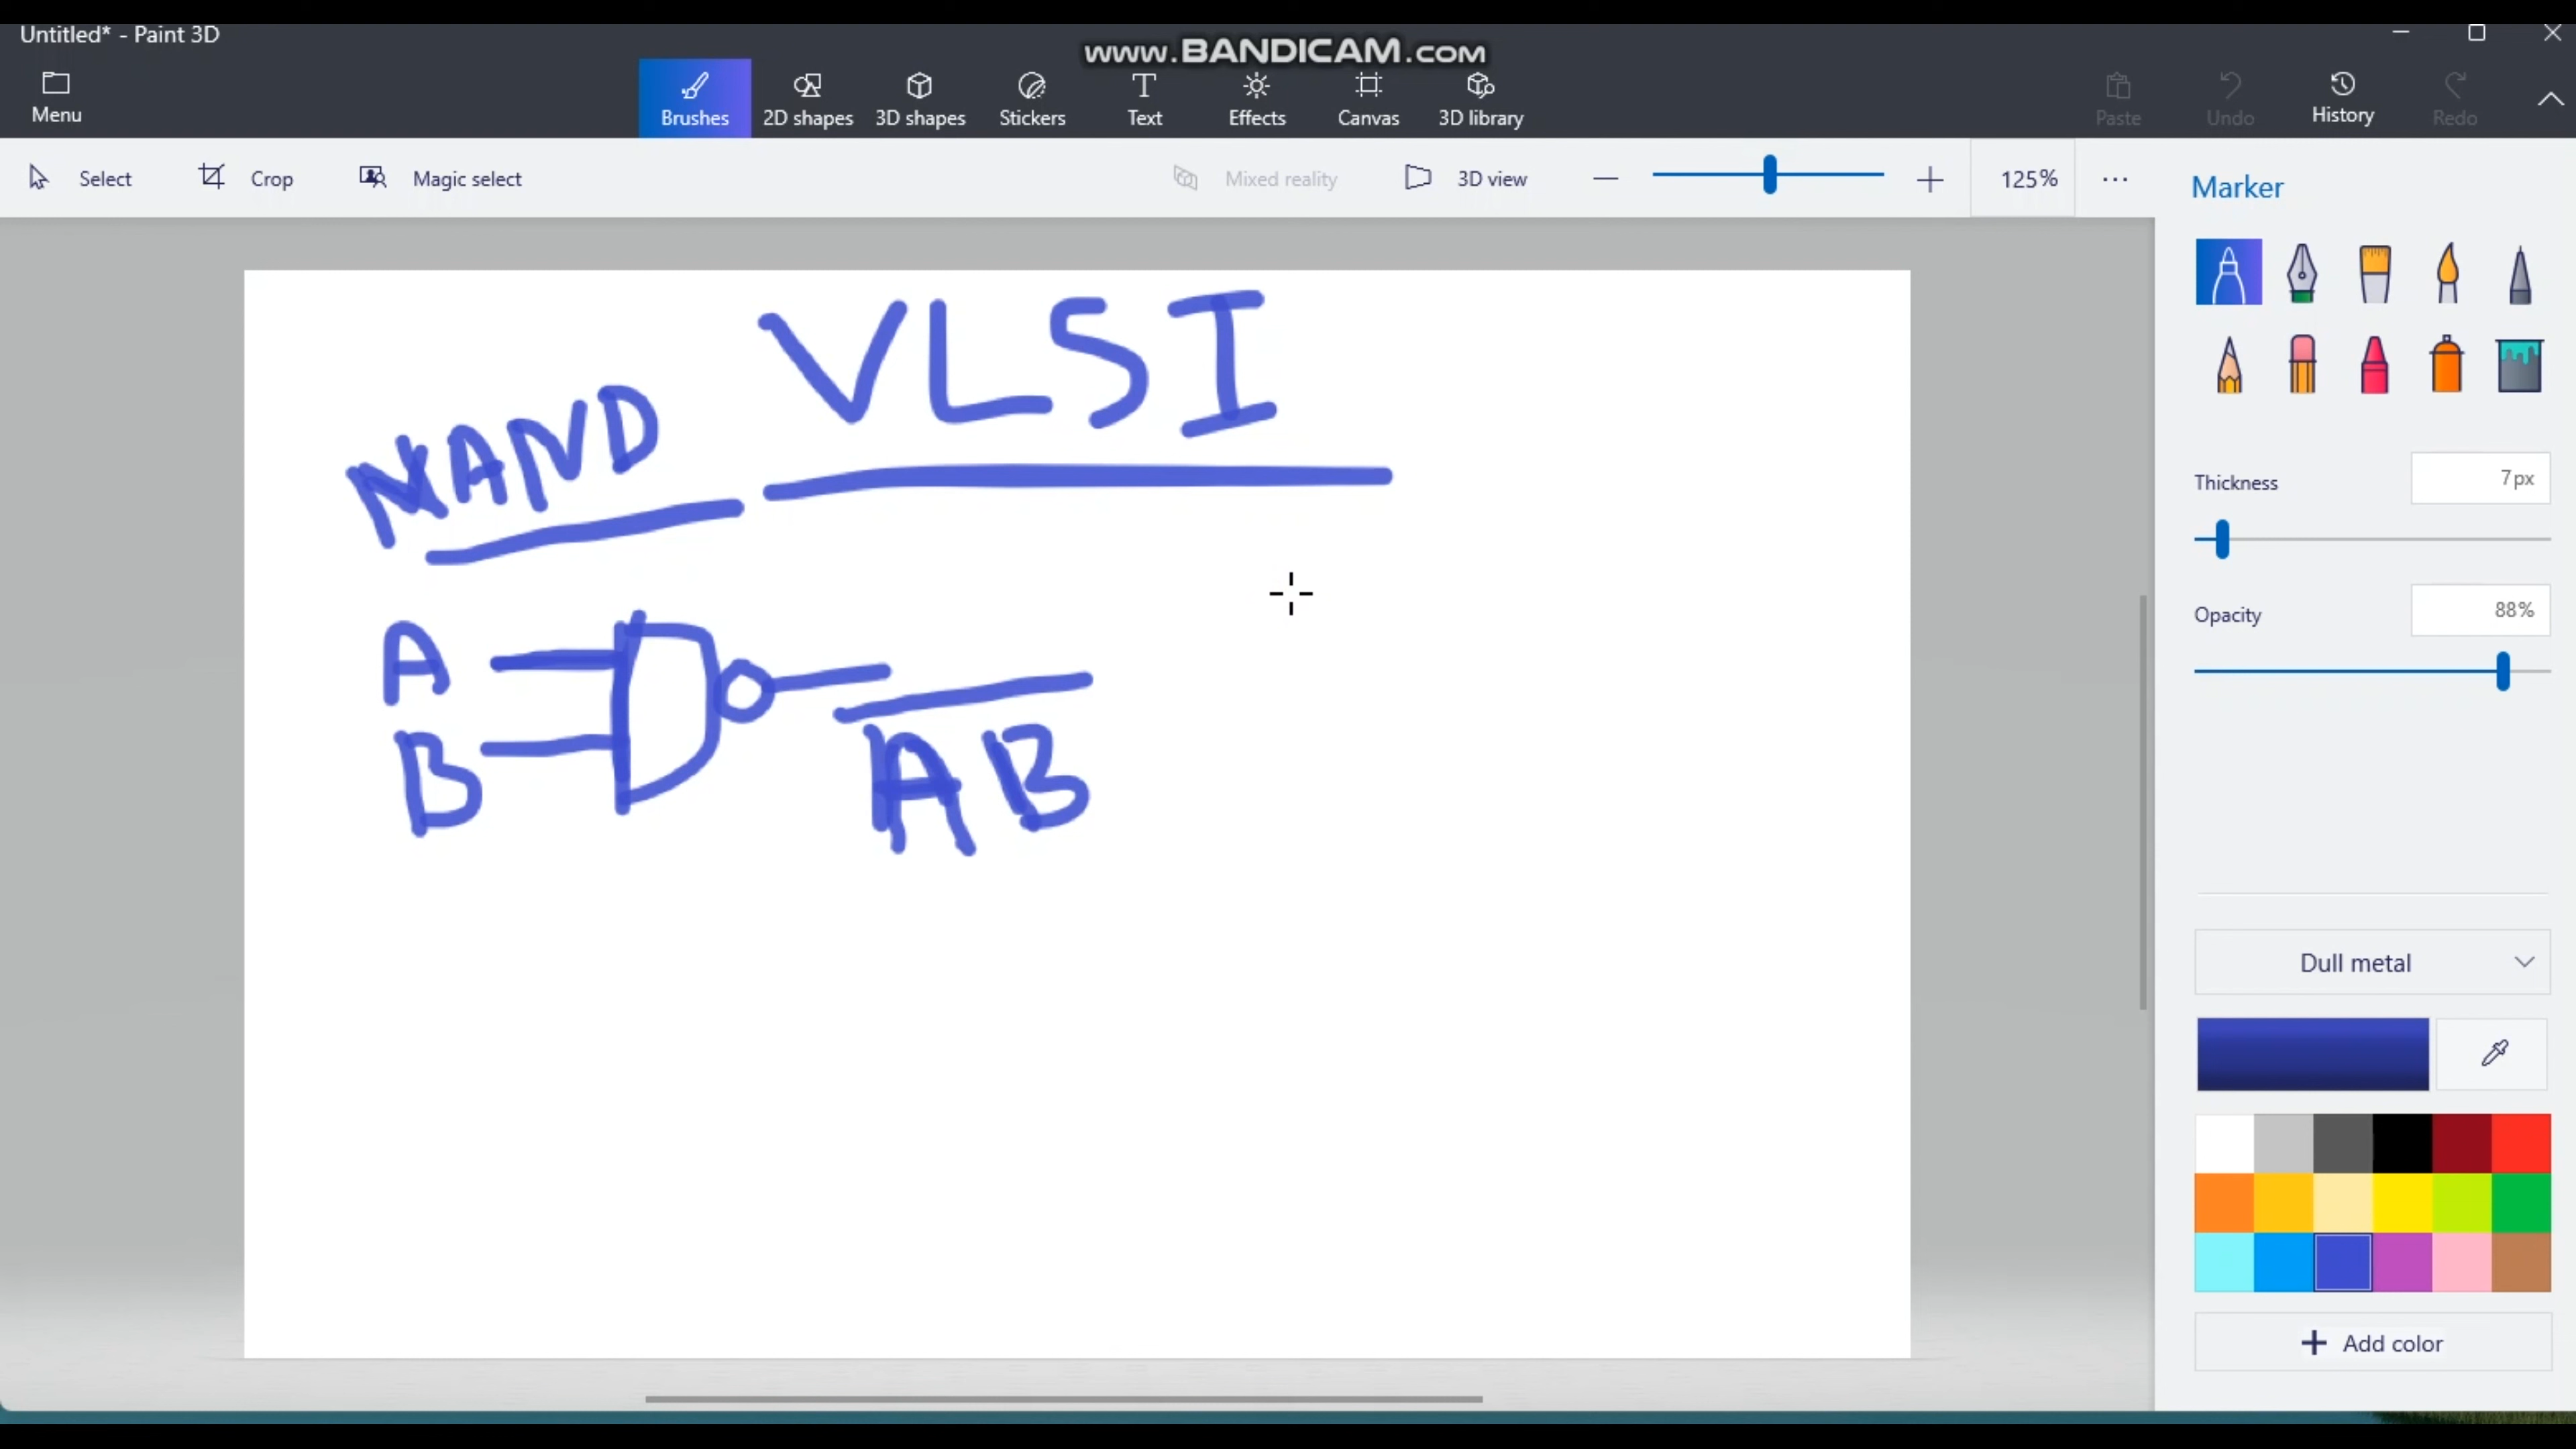 Untitled* - Paint 3D
www.BANDICAM.com
Menu
Brushes
2D shapes
3D shapes
Stickers
Text
Effects
Canvas
3D library
Paste
Undo
History
Redo
Select
Crop
Magic select
Mixed reality
3D view
125%
Marker
Thickness
7px
Opacity
88%
Dull metal
Add color
VLSI
NAND
A
B
A B